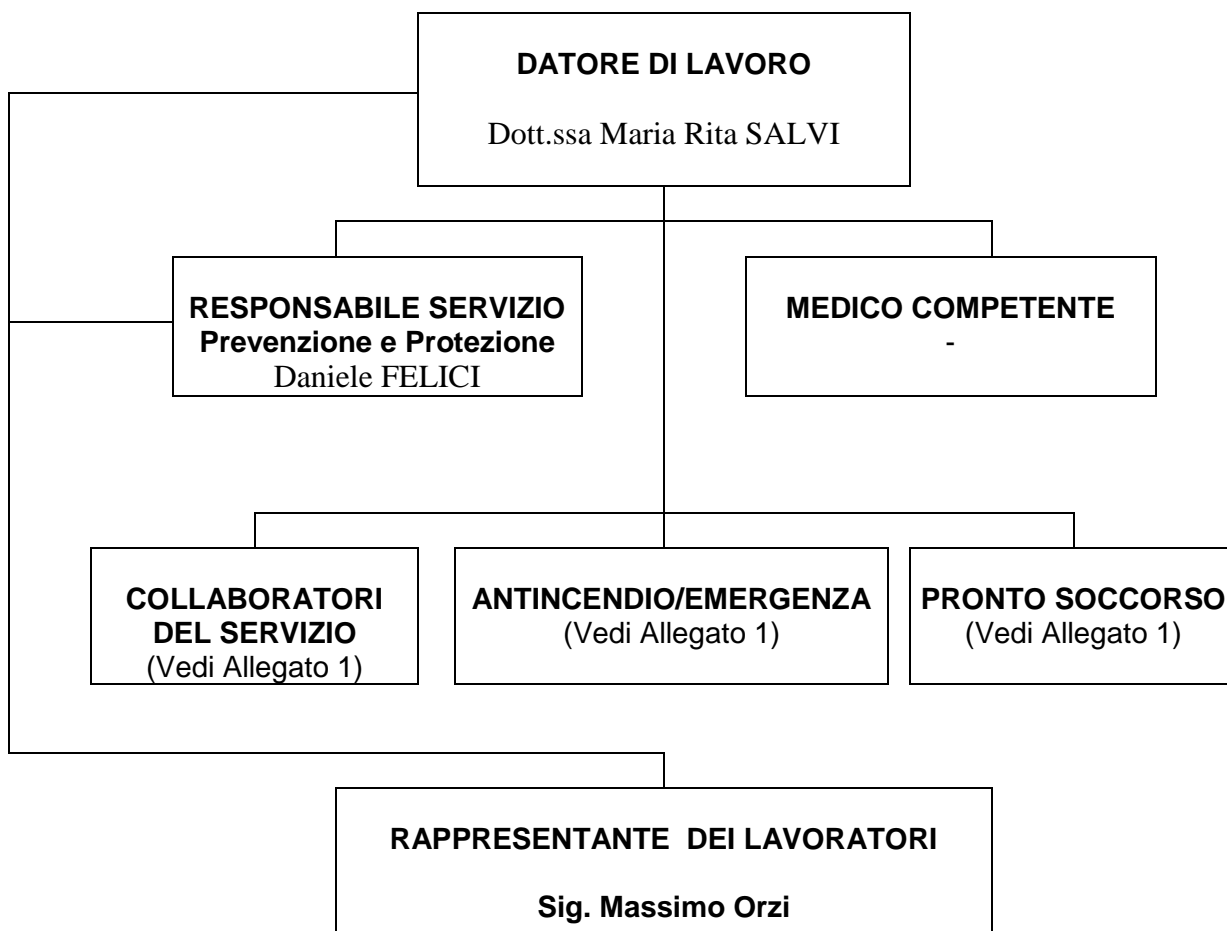 DATORE DI LAVORO
Dott.ssa Maria Rita SALVI
RESPONSABILE SERVIZIO
Prevenzione e Protezione
Daniele FELICI
MEDICO COMPETENTE
-
COLLABORATORI
DEL SERVIZIO
(Vedi Allegato 1)
ANTINCENDIO/EMERGENZA
(Vedi Allegato 1)
PRONTO SOCCORSO
(Vedi Allegato 1)
RAPPRESENTANTE DEI LAVORATORI
Sig. Massimo Orzi